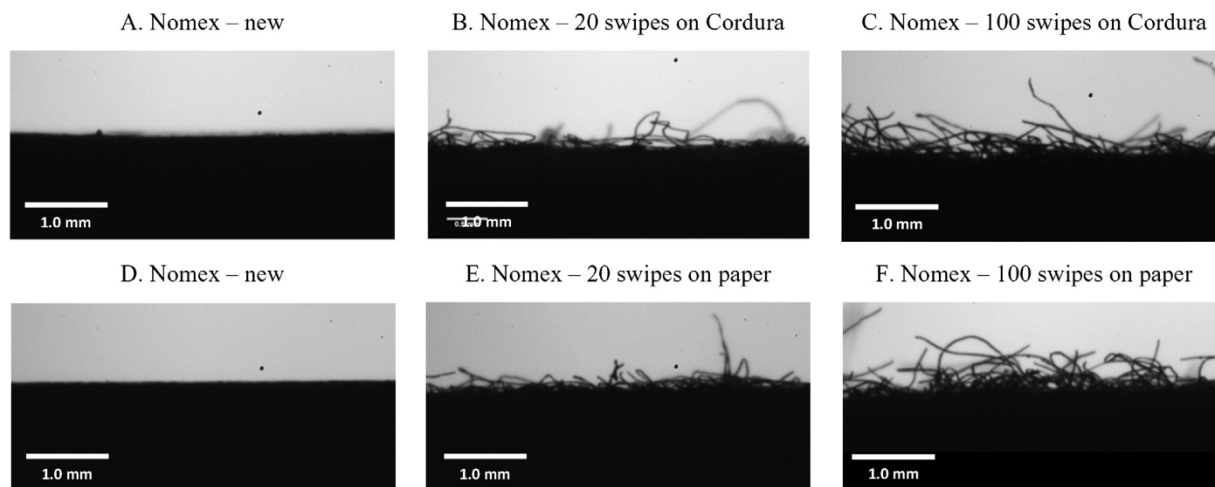 A. Nomex – new
B. Nomex – 20 swipes on Cordura
C. Nomex – 100 swipes on Cordura
1.0 mm
1.0 mm
1.0 mm
D. Nomex – new
E. Nomex – 20 swipes on paper
F. Nomex – 100 swipes on paper
1.0 mm
1.0 mm
1.0 mm